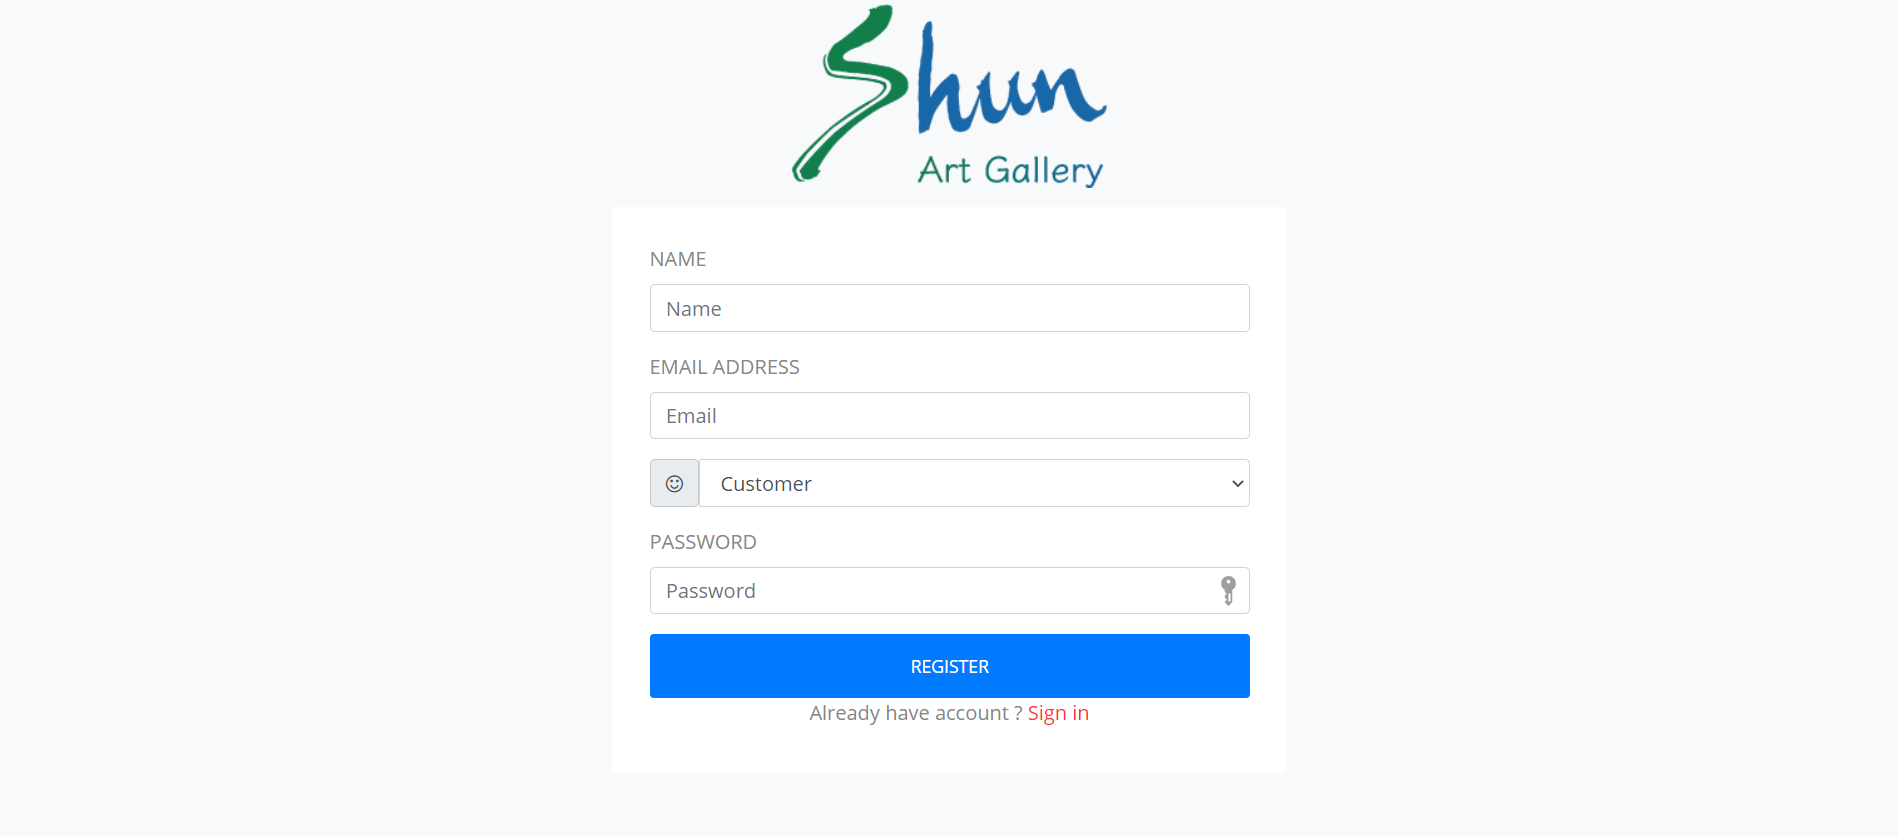 Shun
Art Gallery
NAME
Name
EMAIL ADDRESS
Email
Customer
PASSWORD
Password
REGISTER
Already have account ? Sign in